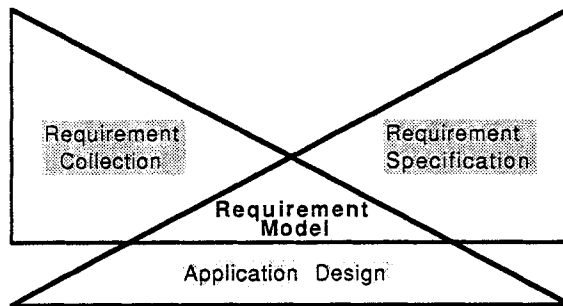 Requirement
Collection
Requirement
Specification
Requirement
Model
Application Design